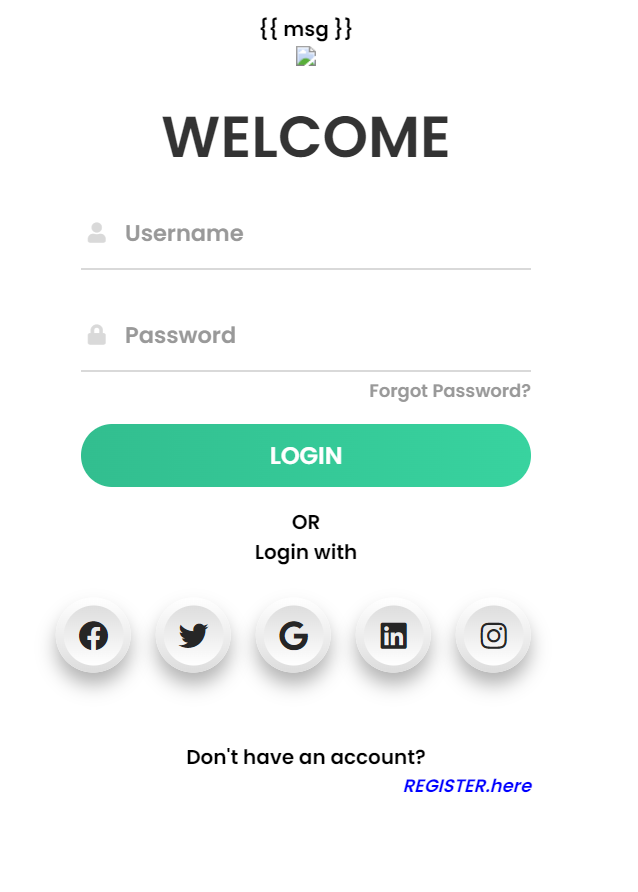 {{ msg }}
WELCOME
Username
Password
Forgot Password?
LOGIN
OR
Login with
Don't have an account?
REGISTER.here